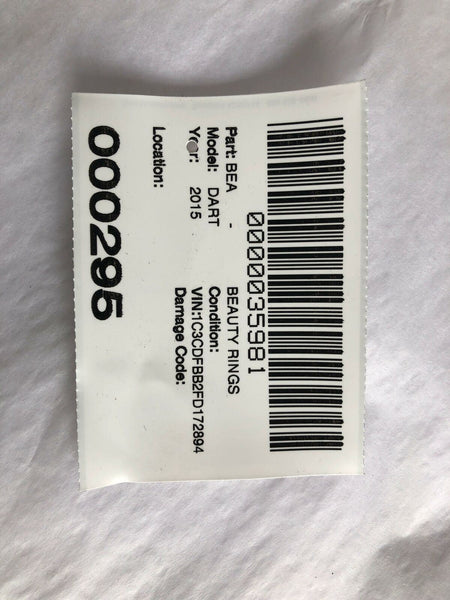 0000035981
Part: BEA - BEAUTY RINGS
Model: DART Condition:
Year: 2015 VIN:1C3CDFBB2FD172894
Damage Code:
Location:
000295